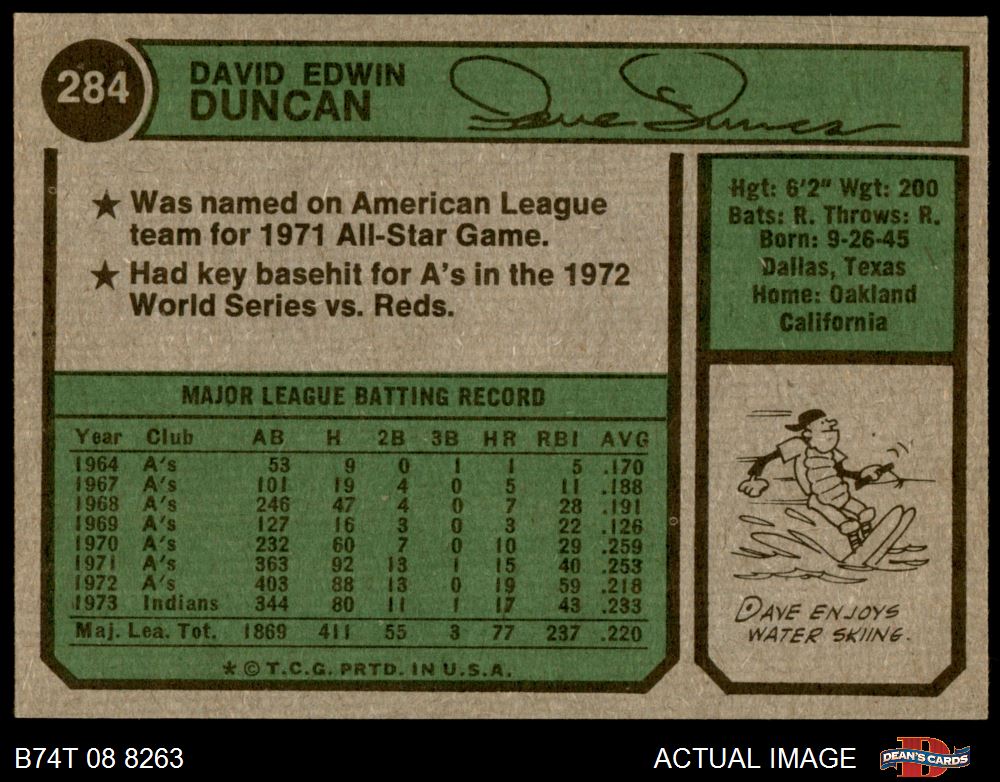 284
DAVID EDWIN
DUNCAN
Dave Duncan
★ Was named on American League
team for 1971 All-Star Game.
★ Had key basehit for A's in the 1972
World Series vs. Reds.
Hgt: 6'2" Wgt: 200
Bats: R. Throws: R.
Born: 9-26-45
Dallas, Texas
Home: Oakland
California
MAJOR LEAGUE BATTING RECORD
Year Club AB H 2B 3B HR RBI AVG
1964 A's 53 9 0 1 1 5 .170
1967 A's 101 19 4 0 5 11 .188
1968 A's 246 47 4 0 7 28 .191
1969 A's 127 16 3 0 3 22 .126
1970 A's 232 60 7 0 10 29 .259
1971 A's 363 92 13 1 15 40 .253
1972 A's 403 88 13 0 19 59 .218
1973 Indians 344 80 11 1 17 43 .233
Maj. Lea. Tot. 1869 411 55 3 77 237 .220
★ © T.C.G. PRTD. IN U.S.A.
DAVE ENJOYS
WATER SKIING.
B74T 08 8263
ACTUAL IMAGE
DEAN'S CARDS